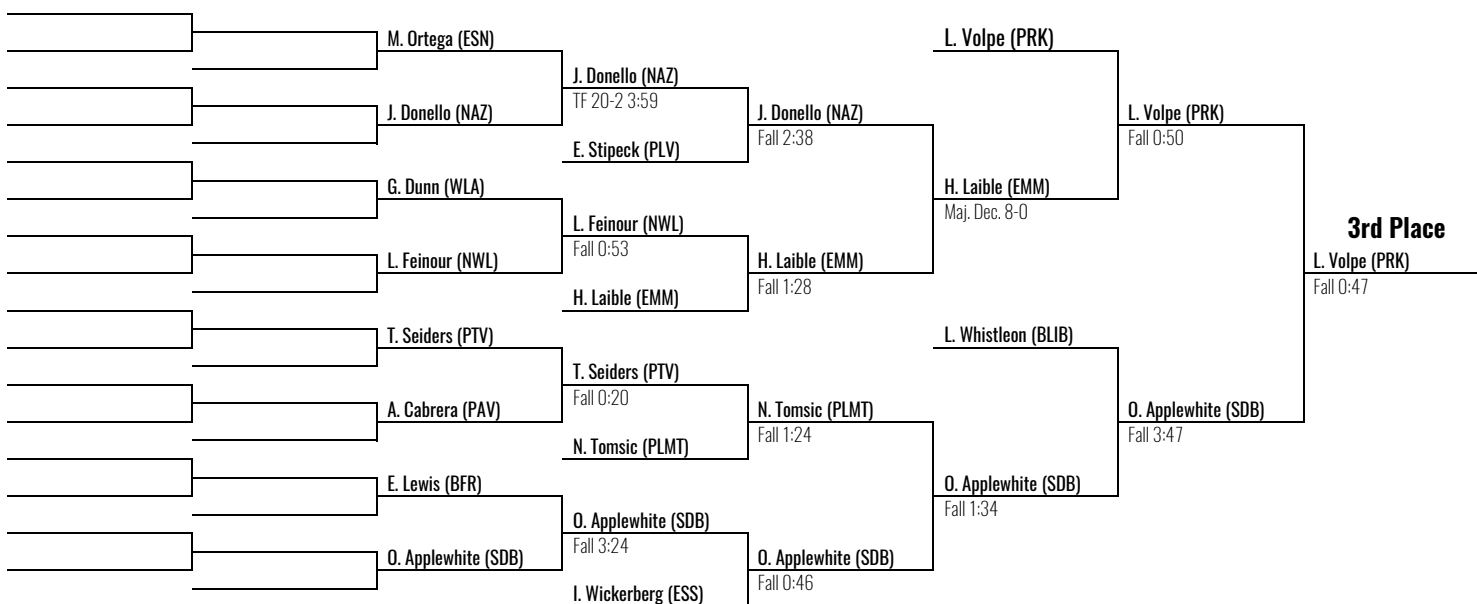 M. Ortega (ESN)
J. Donello (NAZ)
G. Dunn (WLA)
L. Feinour (NWL)
T. Seiders (PTV)
A. Cabrera (PAV)
E. Lewis (BFR)
O. Applewhite (SDB)
J. Donello (NAZ)
TF 20-2 3:59
E. Stipeck (PLV)
L. Feinour (NWL)
Fall 0:53
H. Laible (EMM)
T. Seiders (PTV)
Fall 0:20
N. Tomsic (PLMT)
O. Applewhite (SDB)
Fall 3:24
I. Wickerberg (ESS)
J. Donello (NAZ)
Fall 2:38
H. Laible (EMM)
Fall 1:28
N. Tomsic (PLMT)
Fall 1:24
O. Applewhite (SDB)
Fall 0:46
L. Volpe (PRK)
H. Laible (EMM)
Maj. Dec. 8-0
L. Whistleon (BLIB)
O. Applewhite (SDB)
Fall 1:34
L. Volpe (PRK)
Fall 0:50
O. Applewhite (SDB)
Fall 3:47
3rd Place
L. Volpe (PRK)
Fall 0:47